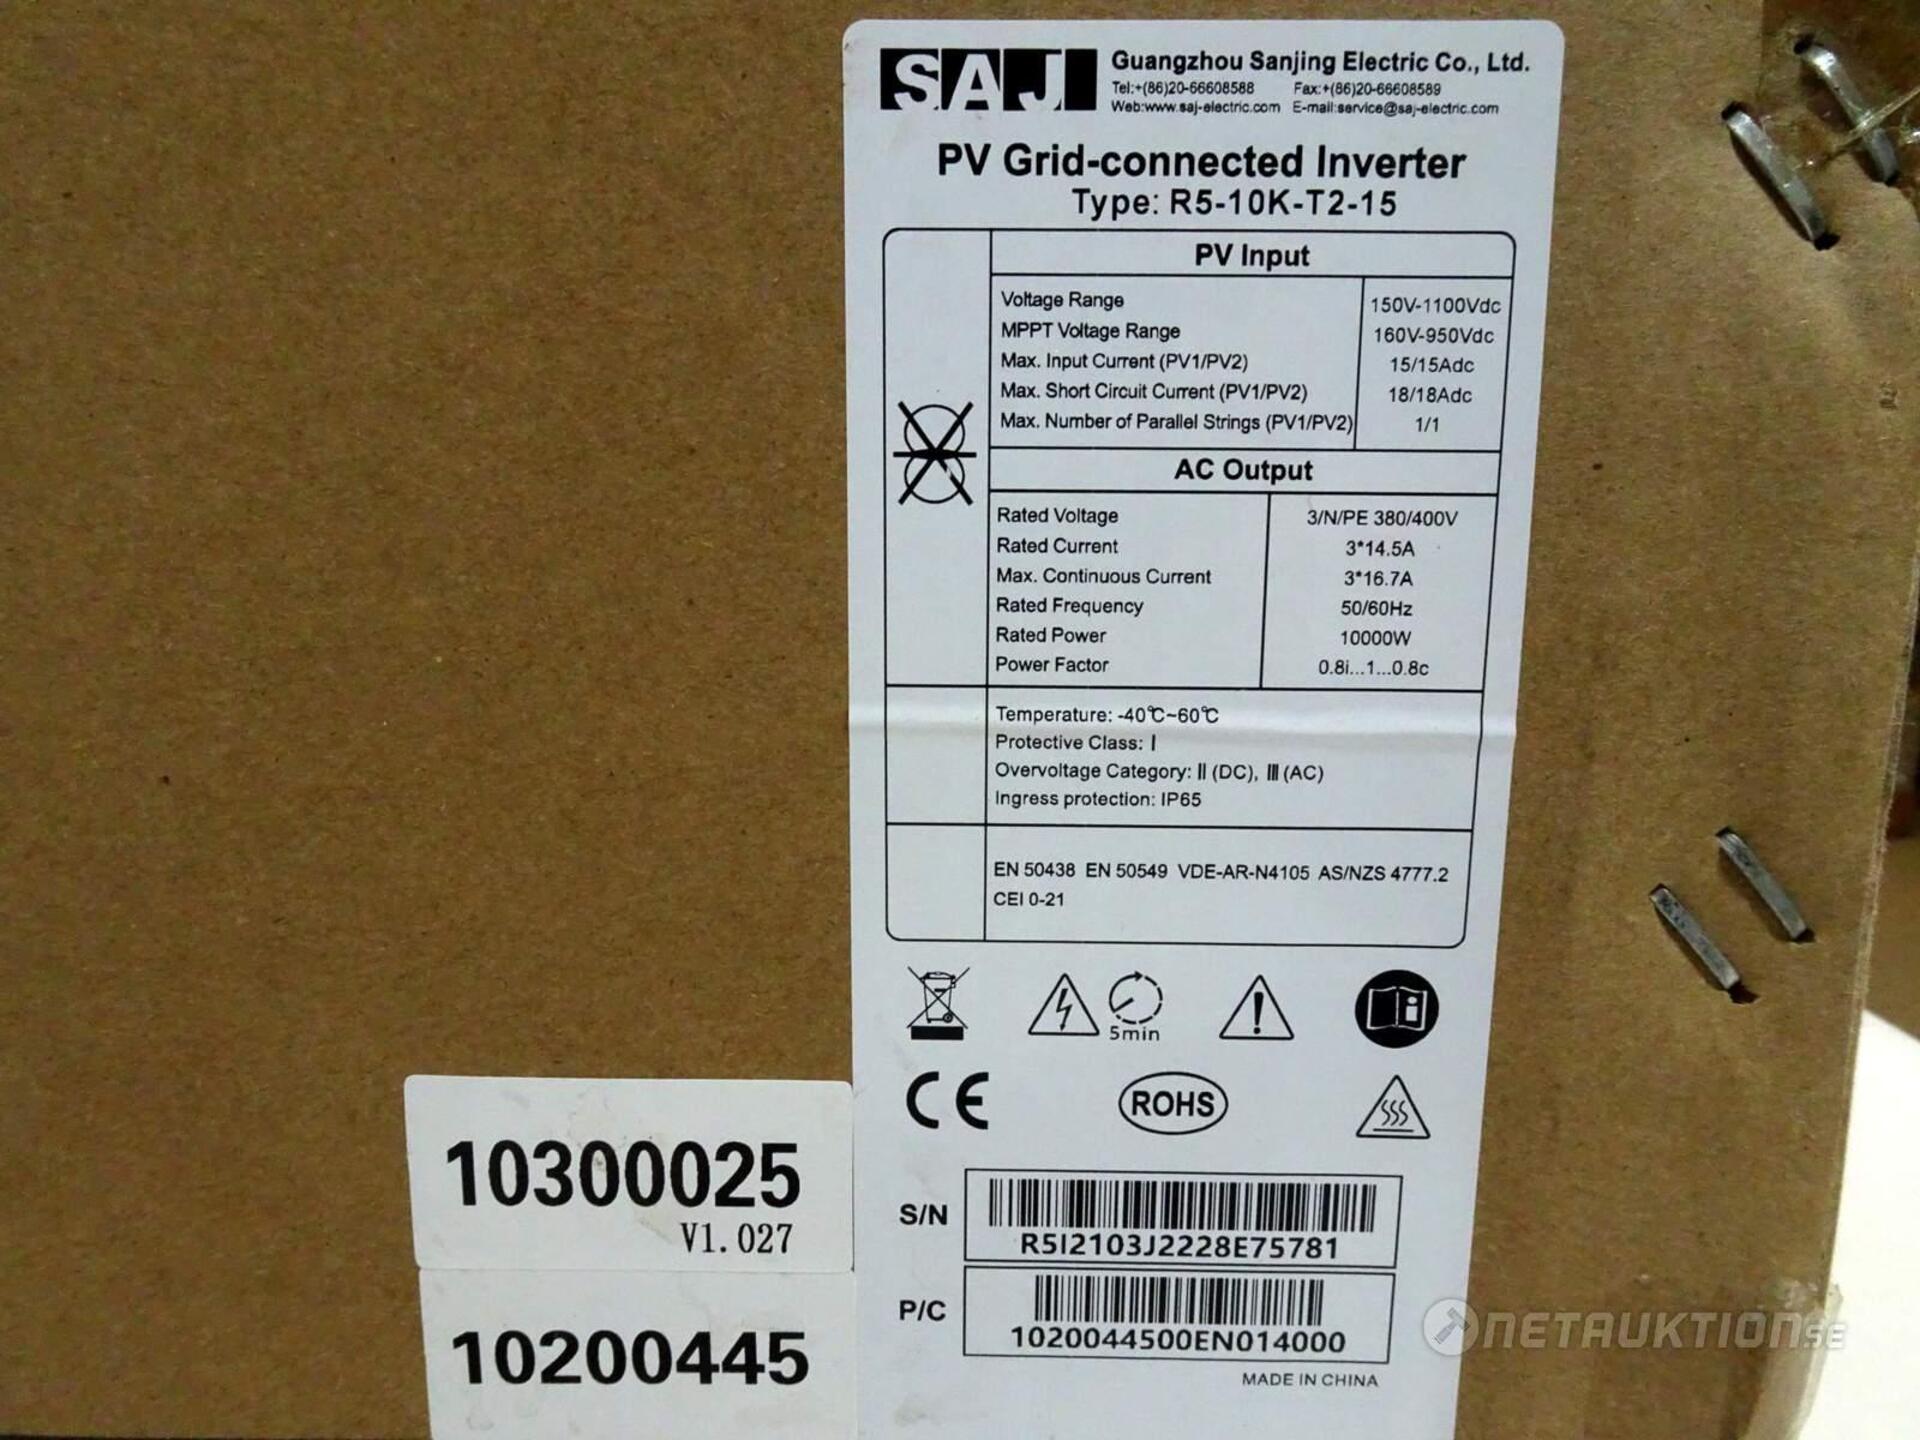 SAJ
Guangzhou Sanjing Electric Co., Ltd.
Tel:+(86)20-66608588 Fax:+(86)20-66608589
Web:www.saj-electric.com E-mail:service@saj-electric.com
PV Grid-connected Inverter
Type: R5-10K-T2-15
PV Input
Voltage Range 150V-1100Vdc
MPPT Voltage Range 160V-950Vdc
Max. Input Current (PV1/PV2) 15/15Adc
Max. Short Circuit Current (PV1/PV2) 18/18Adc
Max. Number of Parallel Strings (PV1/PV2) 1/1
AC Output
Rated Voltage 3/N/PE 380/400V
Rated Current 3*14.5A
Max. Continuous Current 3*16.7A
Rated Frequency 50/60Hz
Rated Power 10000W
Power Factor 0.8i...1...0.8c
Temperature: -40℃~60℃
Protective Class: Ⅰ
Overvoltage Category: Ⅱ (DC), Ⅲ (AC)
Ingress protection: IP65
EN 50438 EN 50549 VDE-AR-N4105 AS/NZS 4777.2
CEI 0-21
5min
CE
ROHS
S/N
R5I2103J2228E75781
P/C
1020044500EN014000
MADE IN CHINA
10300025
V1.027
10200445
NETAUKTION.SE